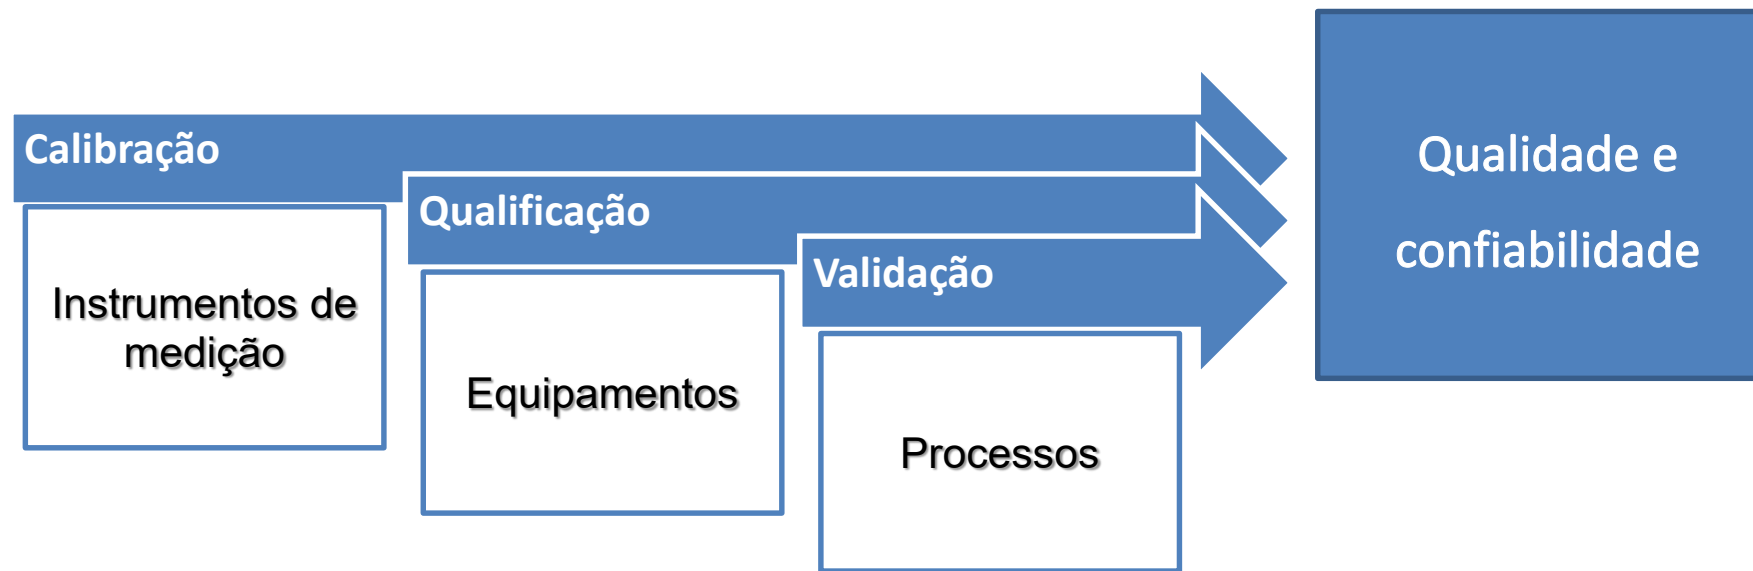 Calibração
Instrumentos de
medição
Qualificação
Equipamentos
Validação
Processos
Qualidade e
confiabilidade